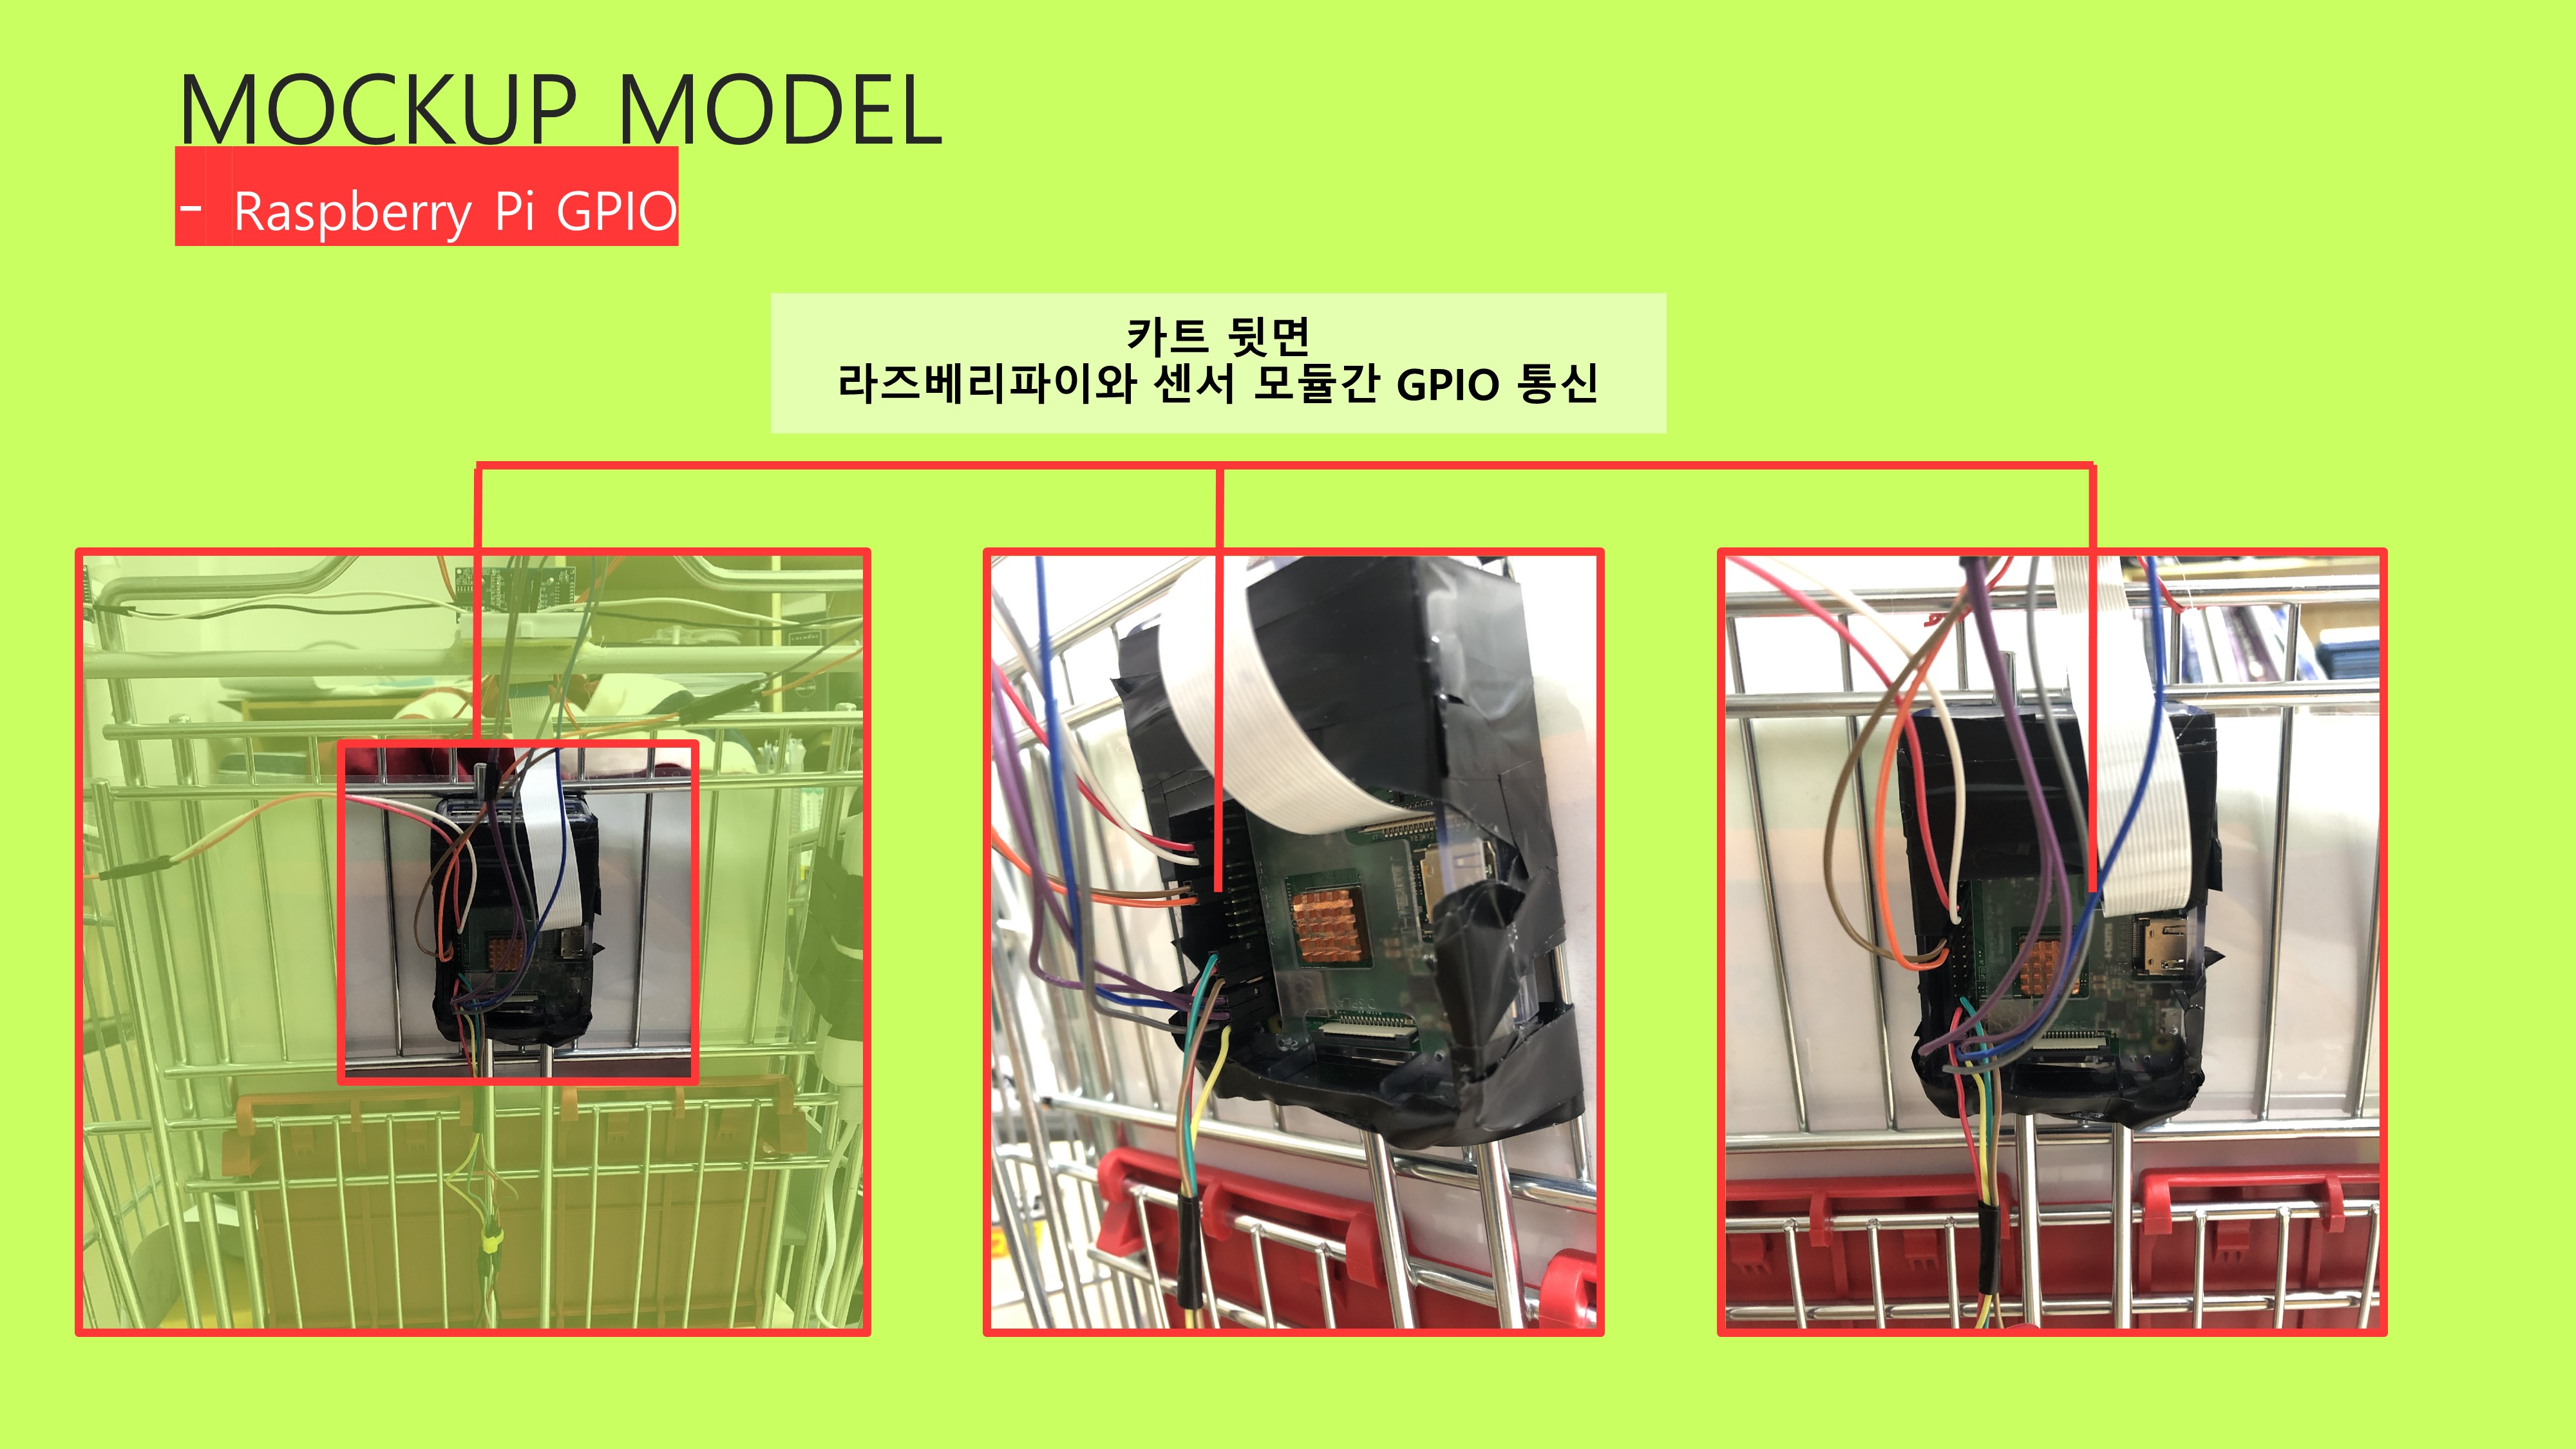 MOCKUP MODEL
- Raspberry Pi GPIO
카트 뒷면
라즈베리파이와 센서 모듈간 GPIO 통신
HDMI